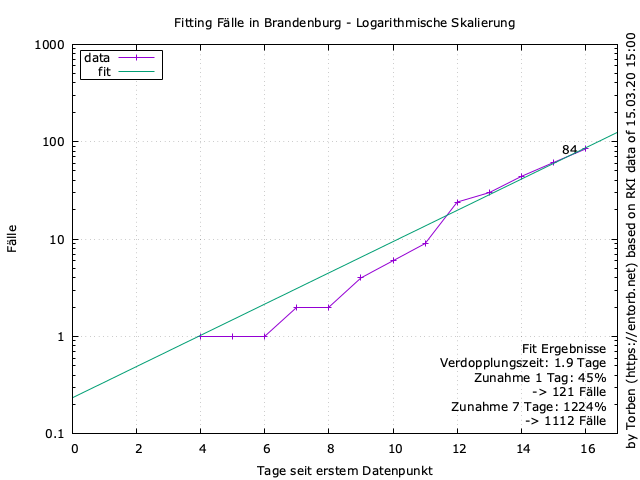 Fitting Fälle in Brandenburg - Logarithmische Skalierung
1000
100
10
1
0.1
Fälle
data
fit
84
Fit Ergebnisse
Verdopplungszeit: 1.9 Tage
Zunahme 1 Tag: 45%
-> 121 Fälle
Zunahme 7 Tage: 1224%
-> 1112 Fälle
0 2 4 6 8 10 12 14 16
Tage seit erstem Datenpunkt
by Torben (https://entorb.net) based on RKI data of 15.03.20 15:00